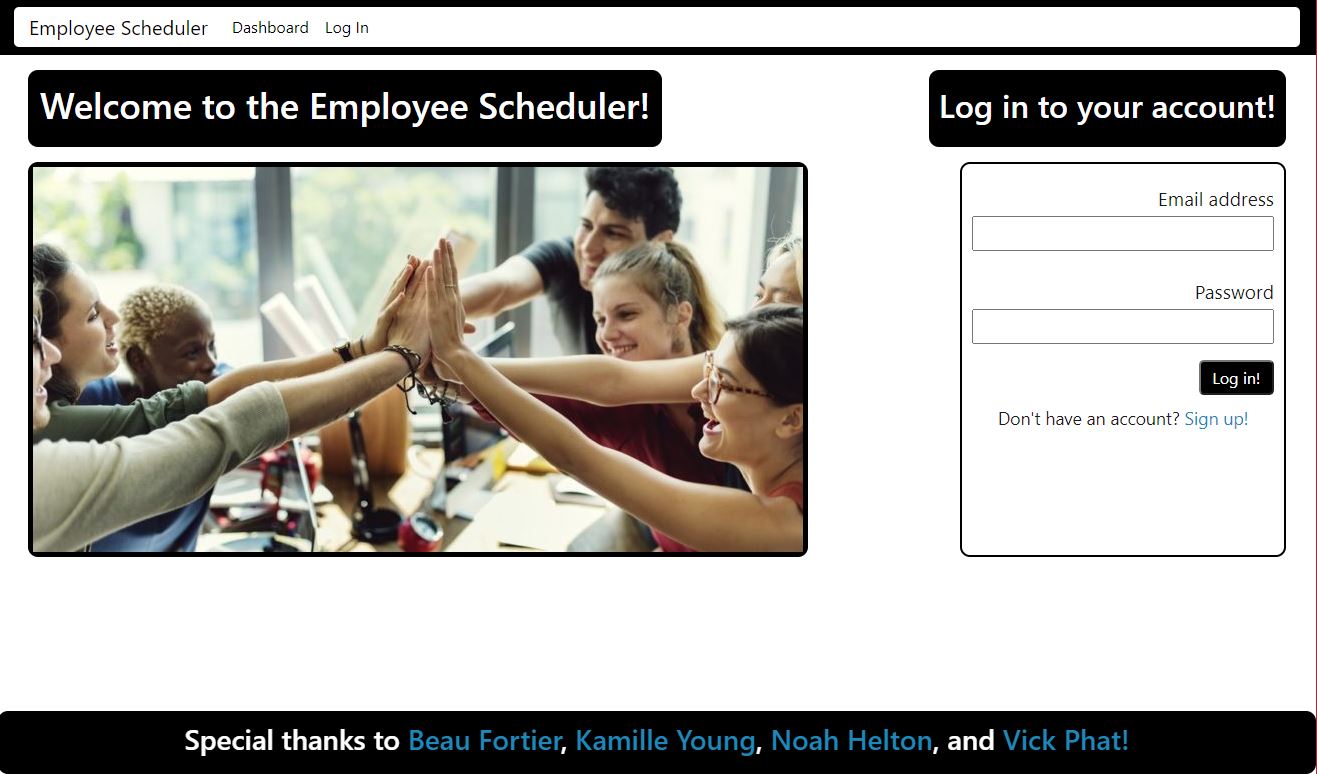 Employee Scheduler Dashboard Log In
Welcome to the Employee Scheduler!
Log in to your account!
Email address
Password
Log in!
Don't have an account? Sign up!
Special thanks to Beau Fortier, Kamille Young, Noah Helton, and Vick Phat!